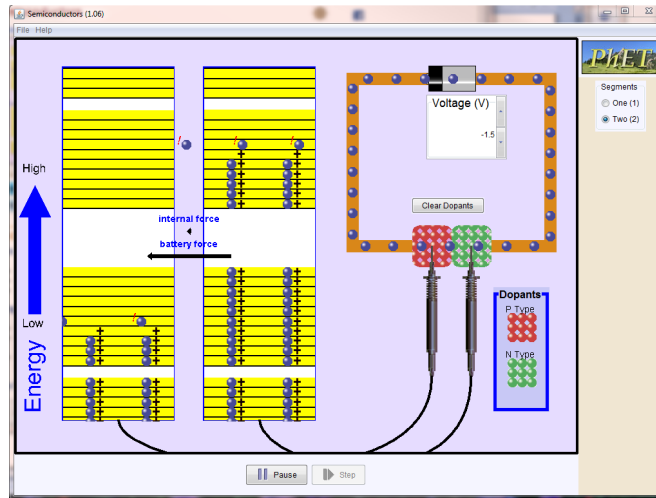 Semiconductors (1.06)
File Help
PhET
Segments
One (1)
Two (2)
Voltage (V)
-1.5
High
Clear Dopants
internal force
battery force
Low
Energy
Dopants
P Type
N Type
Pause
Step